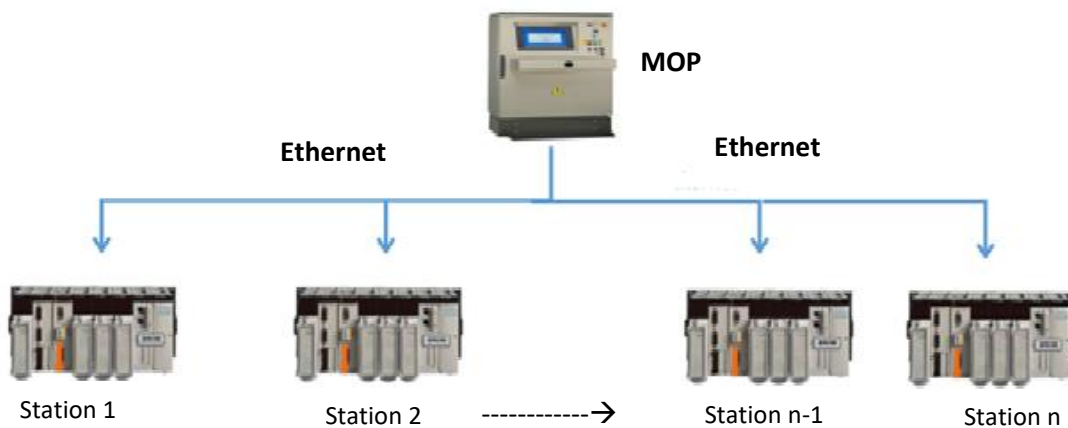 MOP
Ethernet
Ethernet
Station 1
Station 2
------------→
Station n-1
Station n